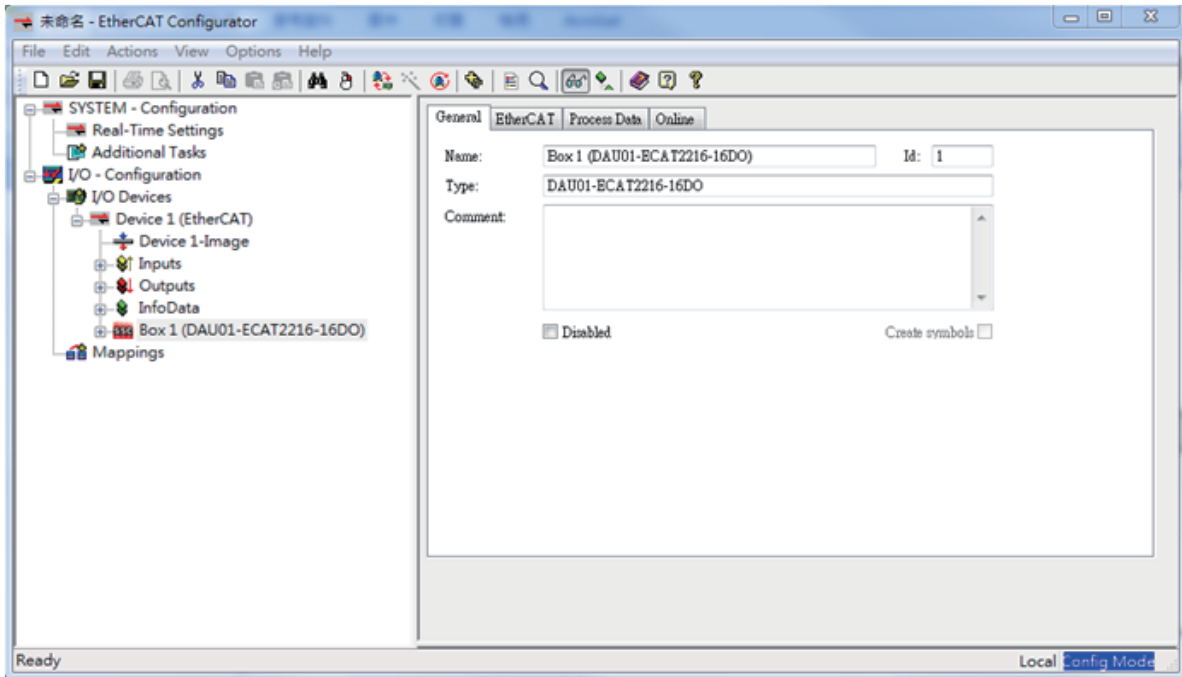 未命名 - EtherCAT Configurator
File Edit Actions View Options Help
SYSTEM - Configuration
Real-Time Settings
Additional Tasks
I/O - Configuration
I/O Devices
Device 1 (EtherCAT)
Device 1-Image
Inputs
Outputs
InfoData
Box 1 (DAU01-ECAT2216-16DO)
Mappings
General EtherCAT Process Data Online
Name: Box 1 (DAU01-ECAT2216-16DO) Id: 1
Type: DAU01-ECAT2216-16DO
Comment:
Disabled Create symbols
Ready Local Config Mode